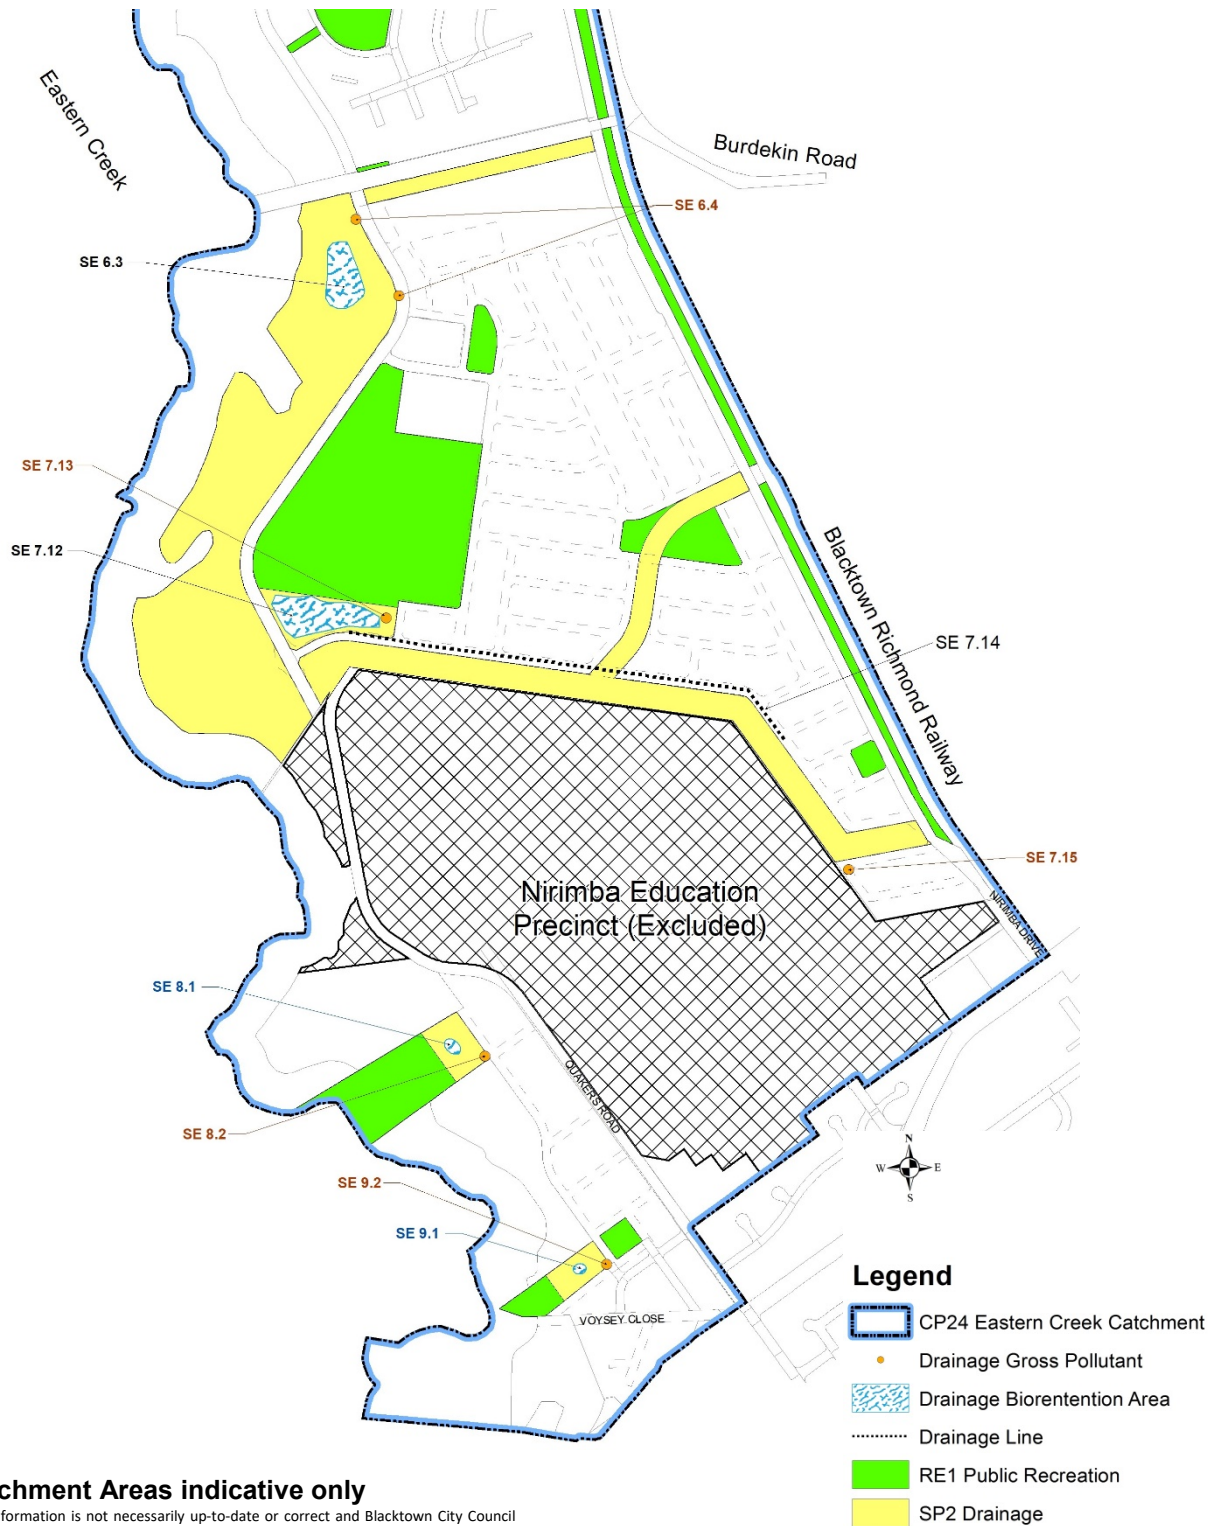 Eastern Creek
Burdekin Road
SE 6.4
SE 6.3
SE 7.13
SE 7.12
Blacktown Richmond Railway
SE 7.14
SE 7.15
Nirimba Education
Precinct (Excluded)
NIRIMBA DRIVE
SE 8.1
QUAKERS ROAD
SE 8.2
N
W E
S
SE 9.2
SE 9.1
VOYSEY CLOSE
Legend
CP24 Eastern Creek Catchment
Drainage Gross Pollutant
Drainage Biorentention Area
Drainage Line
RE1 Public Recreation
SP2 Drainage
chment Areas indicative only
formation is not necessarily up-to-date or correct and Blacktown City Council